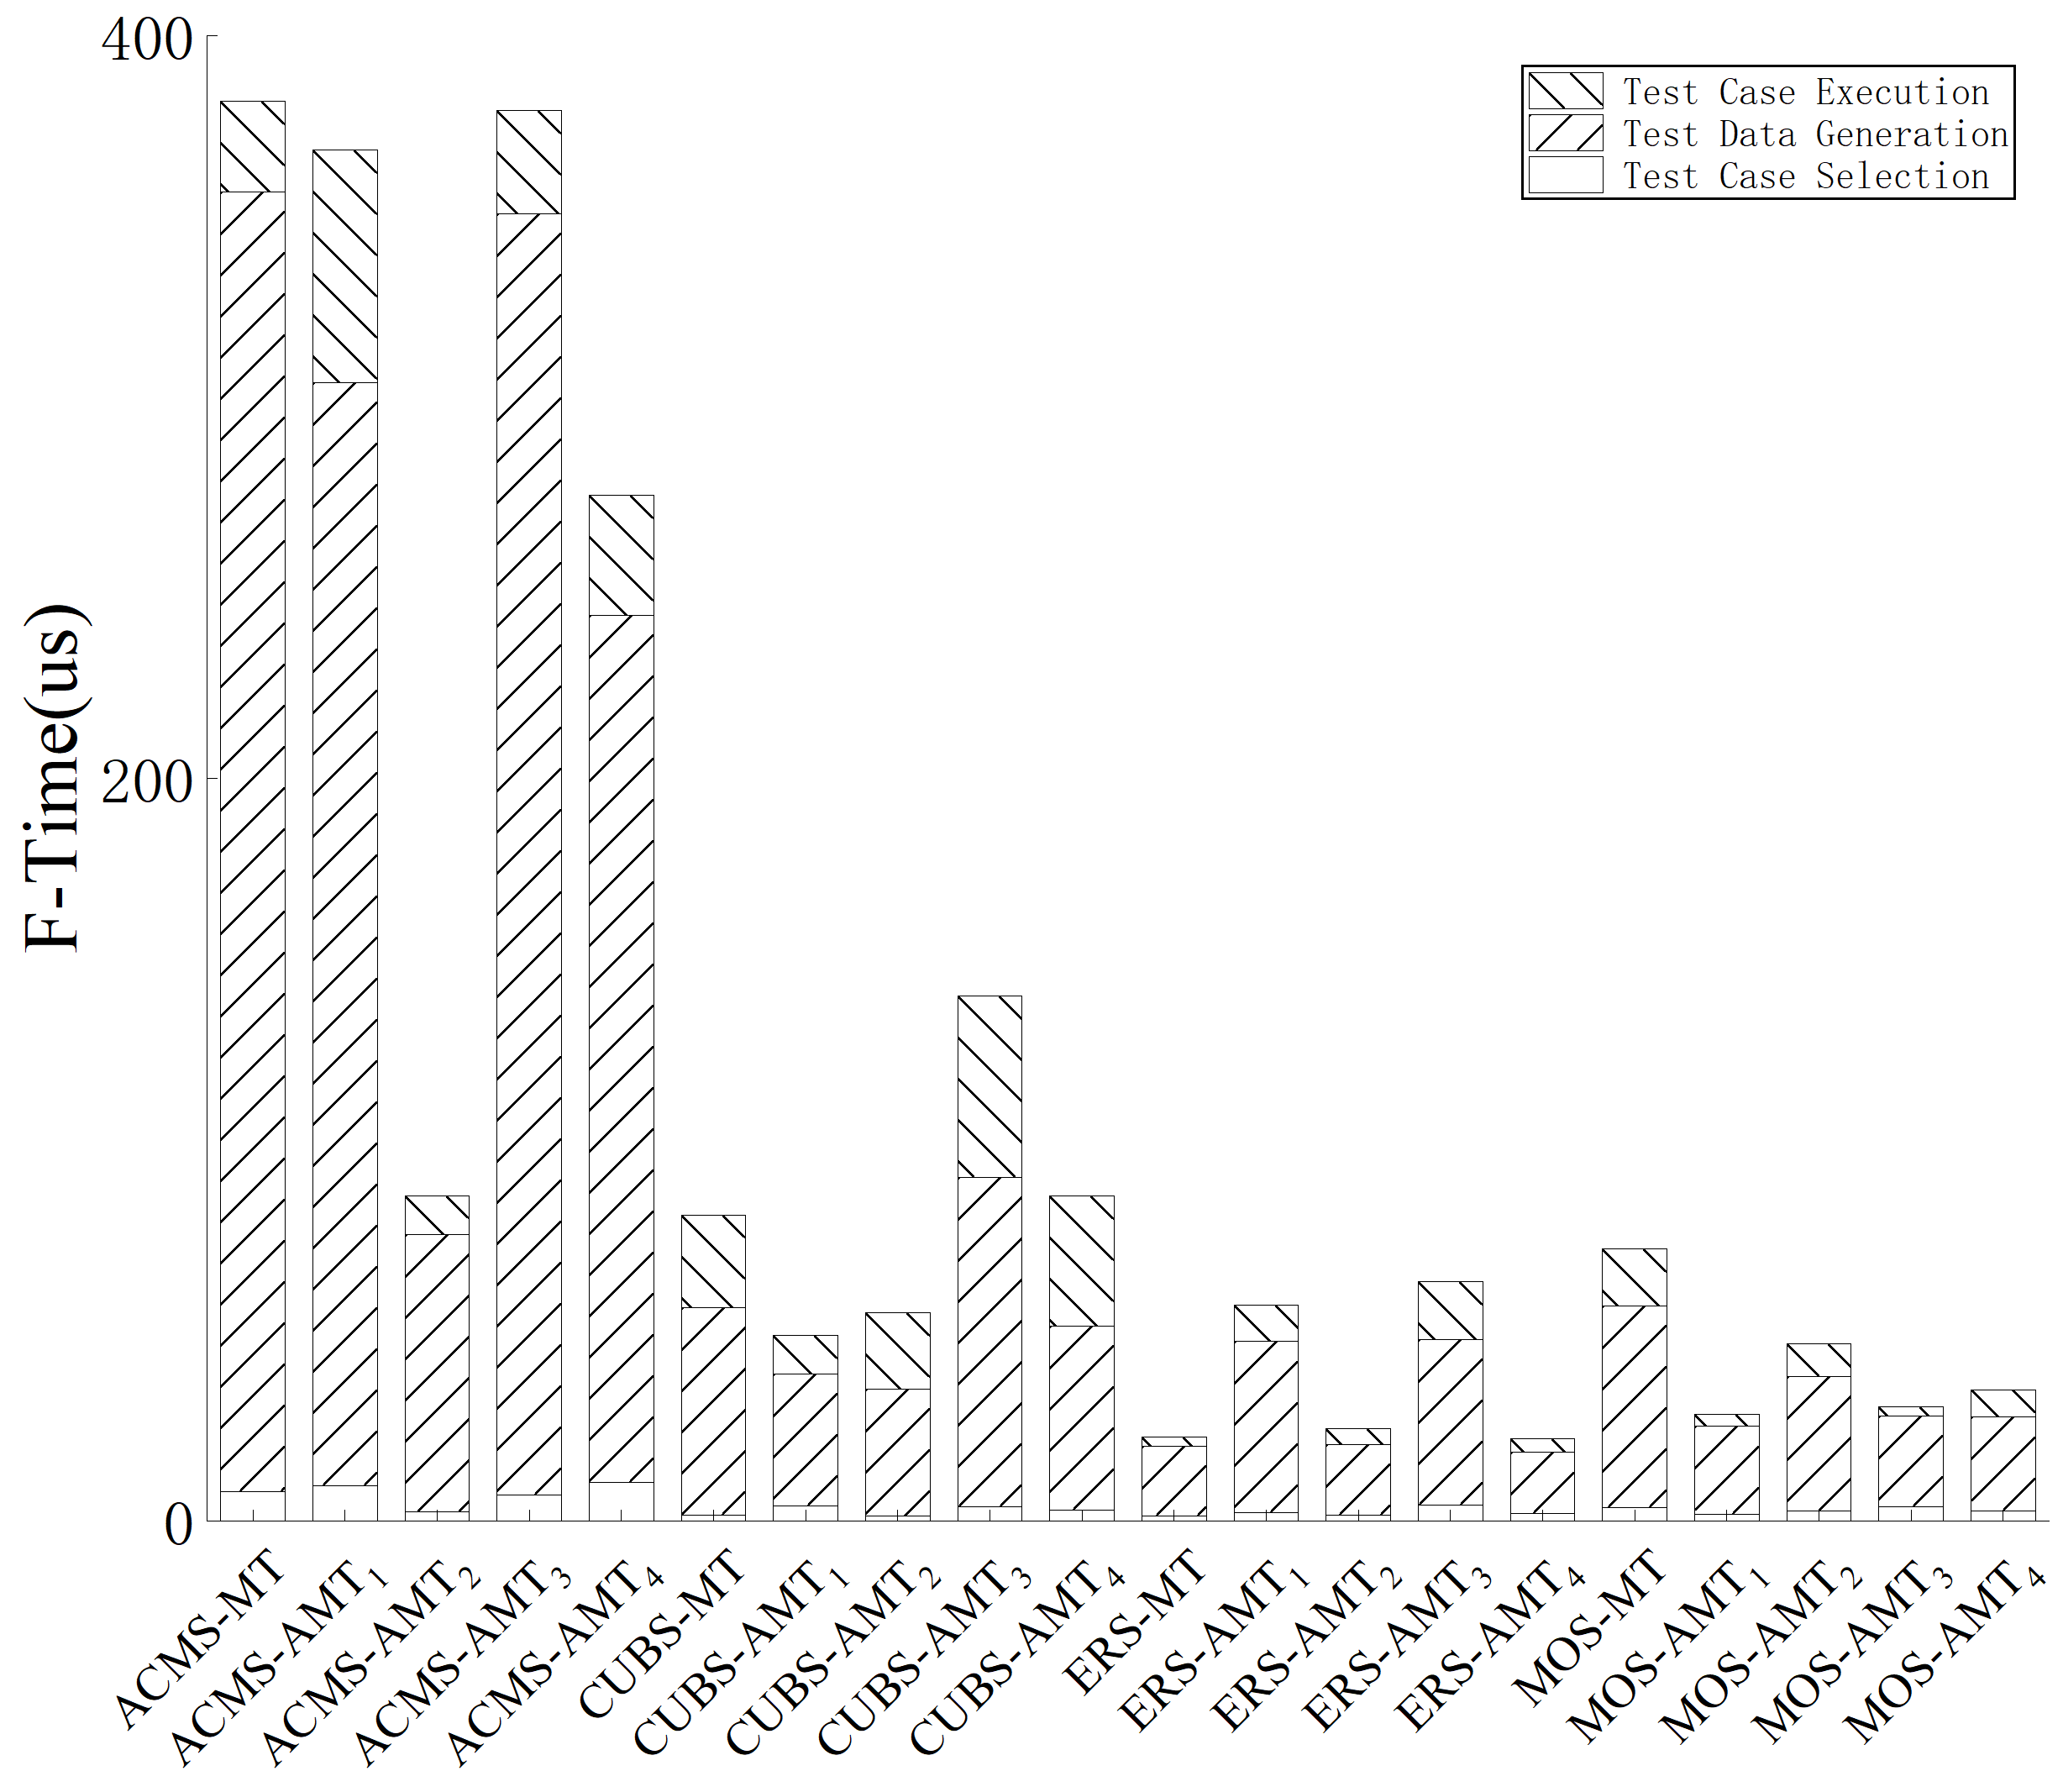 400
200
0
F-Time(us)
Test Case Execution
Test Data Generation
Test Case Selection
ACMS-MT
ACMS-AMT₁
ACMS-AMT₂
ACMS-AMT₃
ACMS-AMT₄
CUBS-MT
CUBS-AMT₁
CUBS-AMT₂
CUBS-AMT₃
CUBS-AMT₄
ERS-MT
ERS-AMT₁
ERS-AMT₂
ERS-AMT₃
ERS-AMT₄
MOS-MT
MOS-AMT₁
MOS-AMT₂
MOS-AMT₃
MOS-AMT₄